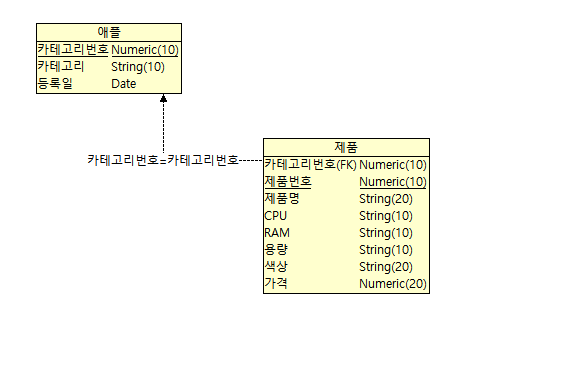 애플
카테고리번호 Numeric(10)
카테고리 String(10)
등록일 Date
카테고리번호=카테고리번호
제품
카테고리번호(FK) Numeric(10)
제품번호 Numeric(10)
제품명 String(20)
CPU String(10)
RAM String(10)
용량 String(10)
색상 String(20)
가격 Numeric(20)